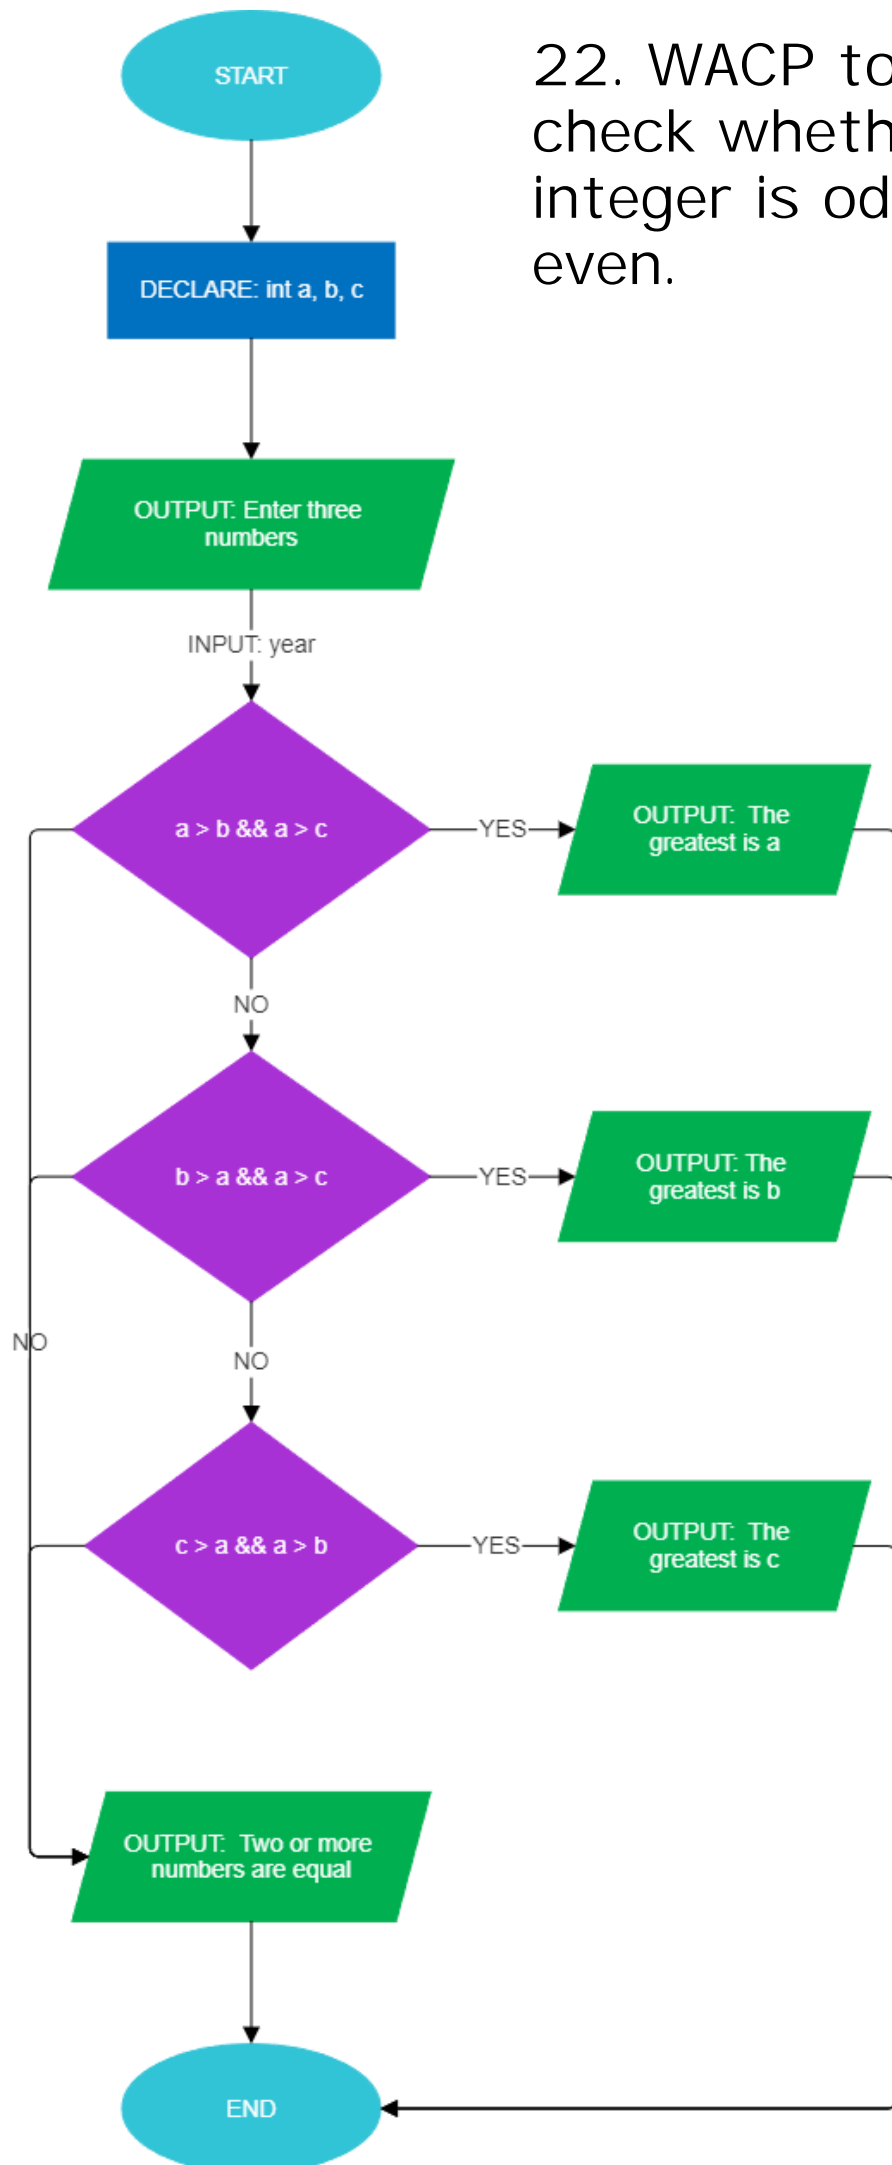 START
22. WACP to
check wheth
integer is od
even.
DECLARE: int a, b, c
OUTPUT: Enter three
numbers
INPUT: year
a > b && a > c
YES
OUTPUT: The
greatest is a
NO
b > a && a > c
YES
OUTPUT: The
greatest is b
NO
NO
c > a && a > b
YES
OUTPUT: The
greatest is c
OUTPUT: Two or more
numbers are equal
END